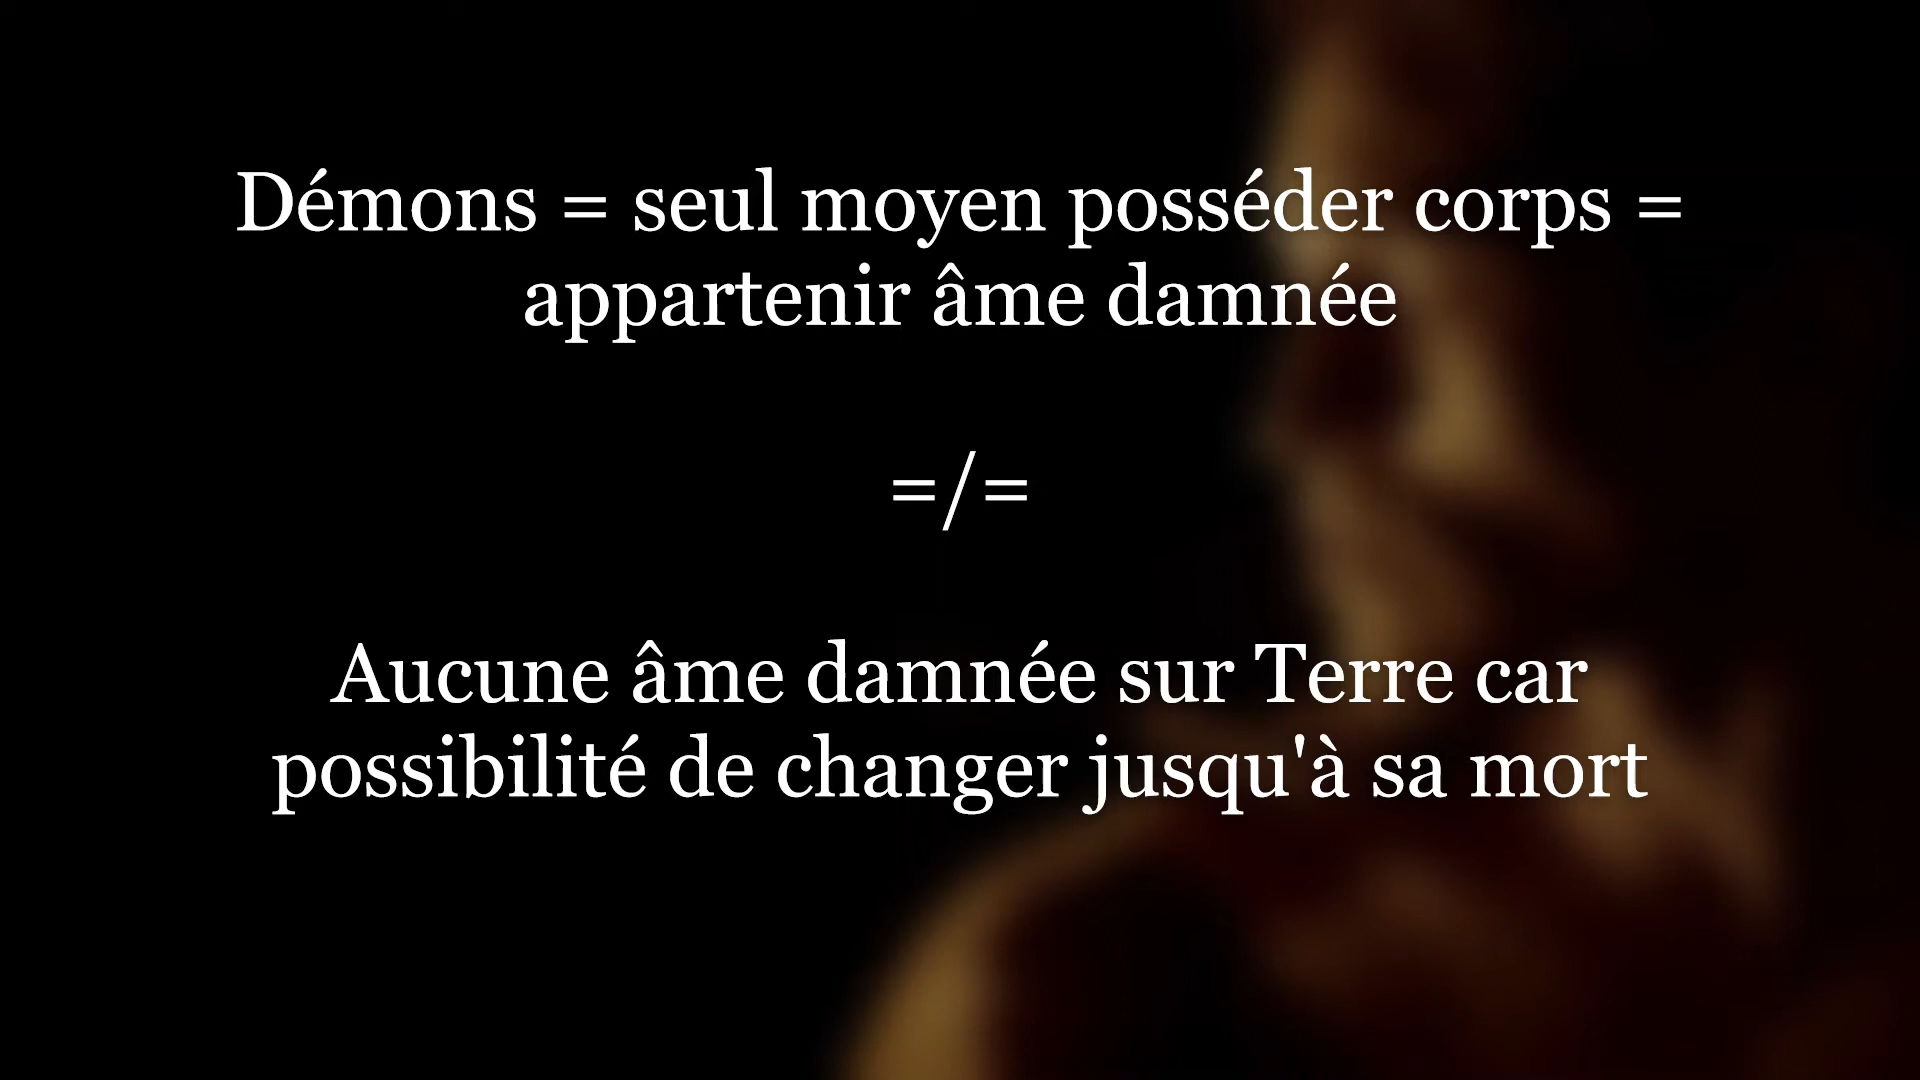 Démons = seul moyen posséder corps =
appartenir âme damnée
=/=
Aucune âme damnée sur Terre car
possibilité de changer jusqu'à sa mort